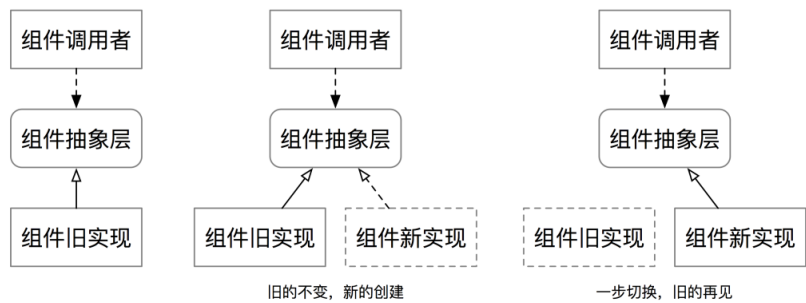 组件调用者
组件抽象层
组件旧实现
组件调用者
组件抽象层
组件旧实现
组件新实现
旧的不变，新的创建
组件调用者
组件抽象层
组件旧实现
组件新实现
一步切换，旧的再见